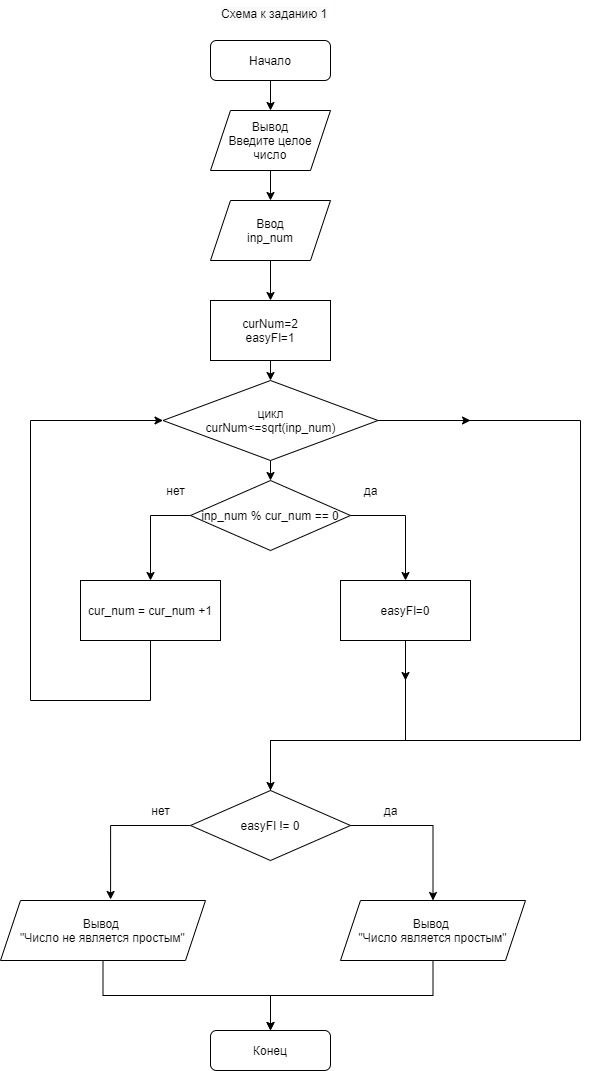 Схема к заданию 1
Начало
Вывод
Введите целое
число
Ввод
inp_num
curNum=2
easyFl=1
цикл
curNum<=sqrt(inp_num)
нет
да
inp_num % cur_num == 0
cur_num = cur_num +1
easyFl=0
нет
да
easyFl != 0
Вывод
"Число не является простым"
Вывод
"Число является простым"
Конец